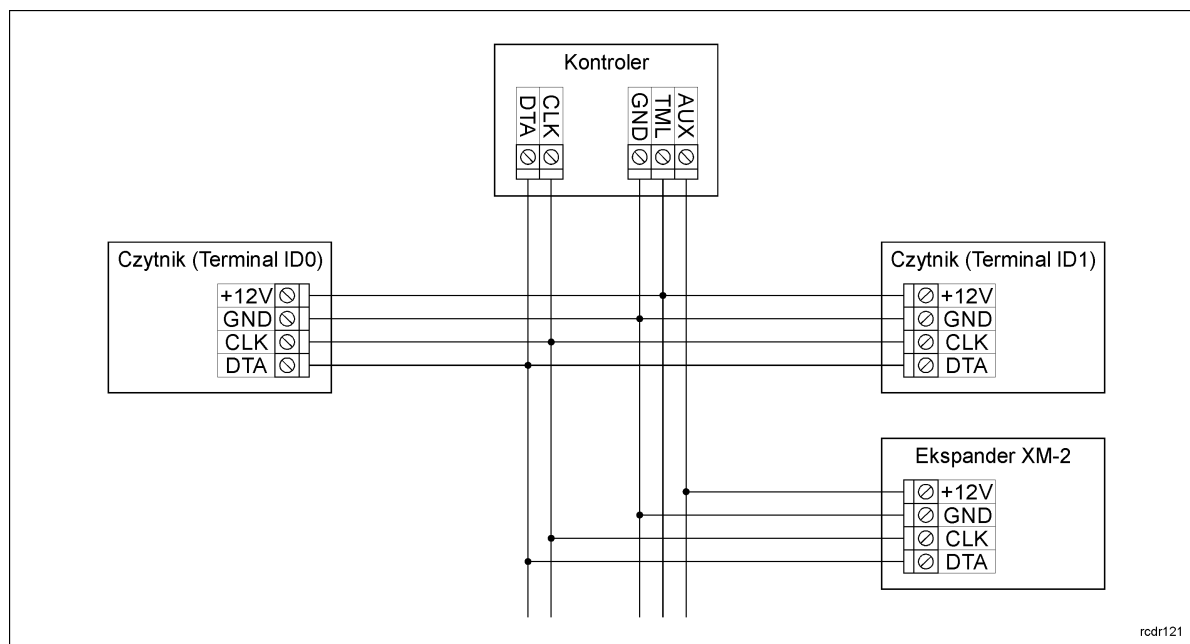 Kontroler
DTA
CLK
GND
TML
AUX
Czytnik (Terminal ID0)
+12V
GND
CLK
DTA
Czytnik (Terminal ID1)
+12V
GND
CLK
DTA
Ekspander XM-2
+12V
GND
CLK
DTA
rcdr121